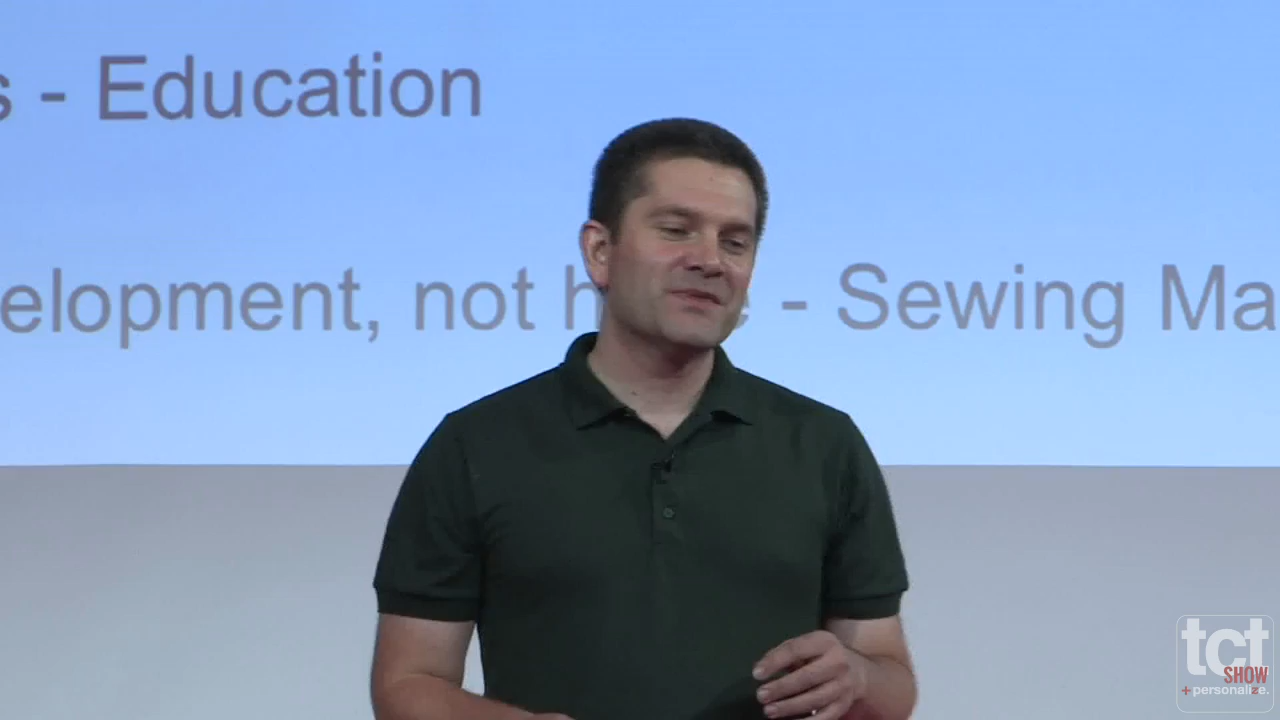 s - Education
elopment, not h e - Sewing Ma
tct
SHOW
+ personalize.